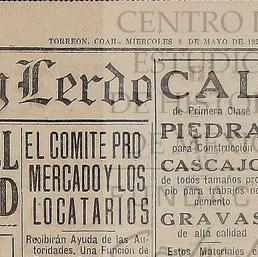 CENTRO
TORREON, COAH.- MIERCOLES 8 DE MAYO DE
y Lerdo
EL COMITE PRO
MERCADO Y LOS
LOCATARIOS
Recibirán Ayuda de las Au-
toridades, Una Función de
CAL
de Primera Clase
PIEDRA
para Construcción
CASCAJO
de todos tamaños pro
pio para trabajos de
cemento
GRAVAS
de alta calidad
Estos Materiales